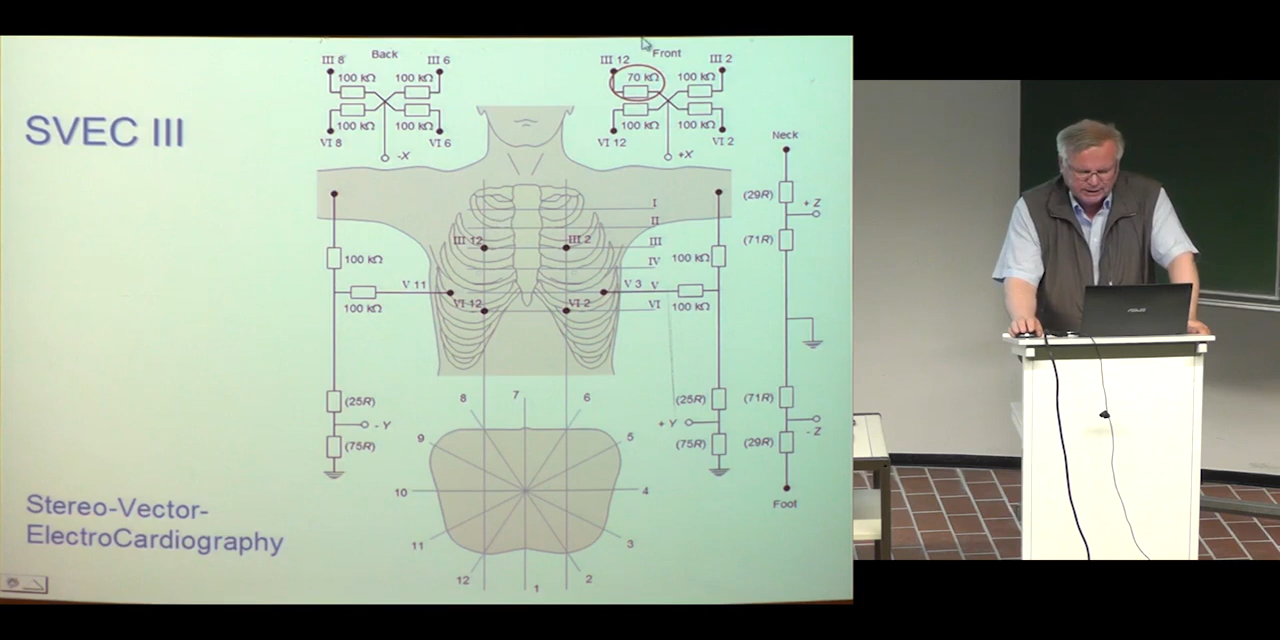 Back
Front
III 8
III 6
III 12
III 2
100 kΩ
100 kΩ
70 kΩ
100 kΩ
100 kΩ
100 kΩ
100 kΩ
100 kΩ
VI 8
VI 6
VI 12
VI 2
-X
+X
SVEC III
Neck
(29R)
+ Z
(71R)
I
II
III 12
III 2
III
IV
100 kΩ
100 kΩ
V 11
V 3
V
VI 12
VI 2
VI
100 kΩ
100 kΩ
(25R)
- Y
(75R)
(25R)
+ Y
(75R)
(71R)
- Z
(29R)
Foot
8
7
6
9
5
10
4
11
3
12
1
2
Stereo-Vector-
ElectroCardiography
ASUS